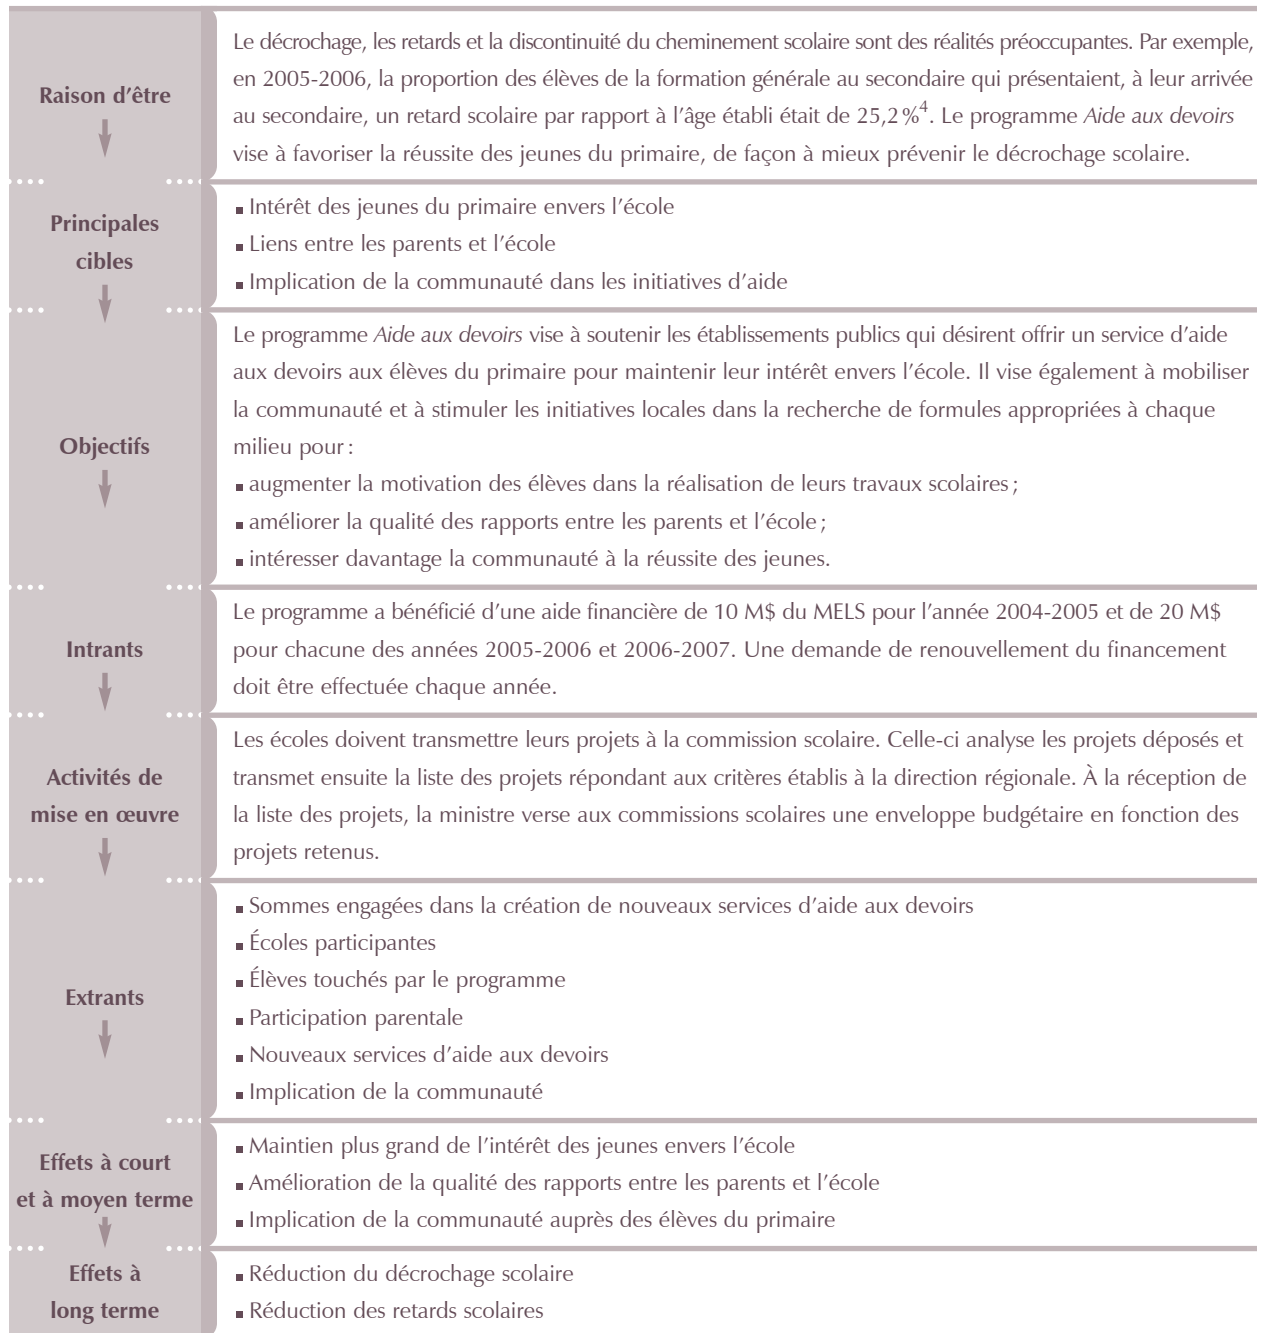 Raison d'être
Le décrochage, les retards et la discontinuité du cheminement scolaire sont des réalités préoccupantes. Par exemple,
en 2005-2006, la proportion des élèves de la formation générale au secondaire qui présentaient, à leur arrivée
au secondaire, un retard scolaire par rapport à l'âge établi était de 25,2 %4. Le programme Aide aux devoirs
vise à favoriser la réussite des jeunes du primaire, de façon à mieux prévenir le décrochage scolaire.
Principales
cibles
■ Intérêt des jeunes du primaire envers l'école
■ Liens entre les parents et l'école
■ Implication de la communauté dans les initiatives d'aide
Objectifs
Le programme Aide aux devoirs vise à soutenir les établissements publics qui désirent offrir un service d'aide
aux devoirs aux élèves du primaire pour maintenir leur intérêt envers l'école. Il vise également à mobiliser
la communauté et à stimuler les initiatives locales dans la recherche de formules appropriées à chaque
milieu pour :
■ augmenter la motivation des élèves dans la réalisation de leurs travaux scolaires ;
■ améliorer la qualité des rapports entre les parents et l'école ;
■ intéresser davantage la communauté à la réussite des jeunes.
Intrants
Le programme a bénéficié d'une aide financière de 10 M$ du MELS pour l'année 2004-2005 et de 20 M$
pour chacune des années 2005-2006 et 2006-2007. Une demande de renouvellement du financement
doit être effectuée chaque année.
Activités de
mise en œuvre
Les écoles doivent transmettre leurs projets à la commission scolaire. Celle-ci analyse les projets déposés et
transmet ensuite la liste des projets répondant aux critères établis à la direction régionale. À la réception de
la liste des projets, la ministre verse aux commissions scolaires une enveloppe budgétaire en fonction des
projets retenus.
Extrants
■ Sommes engagées dans la création de nouveaux services d'aide aux devoirs
■ Écoles participantes
■ Élèves touchés par le programme
■ Participation parentale
■ Nouveaux services d'aide aux devoirs
■ Implication de la communauté
Effets à court
et à moyen terme
■ Maintien plus grand de l'intérêt des jeunes envers l'école
■ Amélioration de la qualité des rapports entre les parents et l'école
■ Implication de la communauté auprès des élèves du primaire
Effets à
long terme
■ Réduction du décrochage scolaire
■ Réduction des retards scolaires